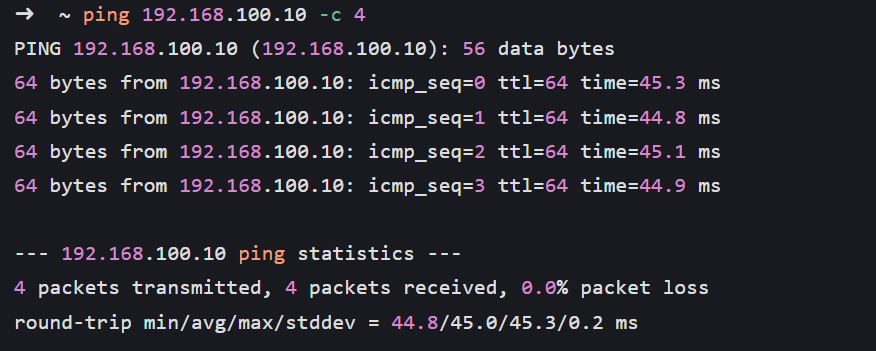 ➜  ~ ping 192.168.100.10 -c 4
PING 192.168.100.10 (192.168.100.10): 56 data bytes
64 bytes from 192.168.100.10: icmp_seq=0 ttl=64 time=45.3 ms
64 bytes from 192.168.100.10: icmp_seq=1 ttl=64 time=44.8 ms
64 bytes from 192.168.100.10: icmp_seq=2 ttl=64 time=45.1 ms
64 bytes from 192.168.100.10: icmp_seq=3 ttl=64 time=44.9 ms
--- 192.168.100.10 ping statistics ---
4 packets transmitted, 4 packets received, 0.0% packet loss
round-trip min/avg/max/stddev = 44.8/45.0/45.3/0.2 ms